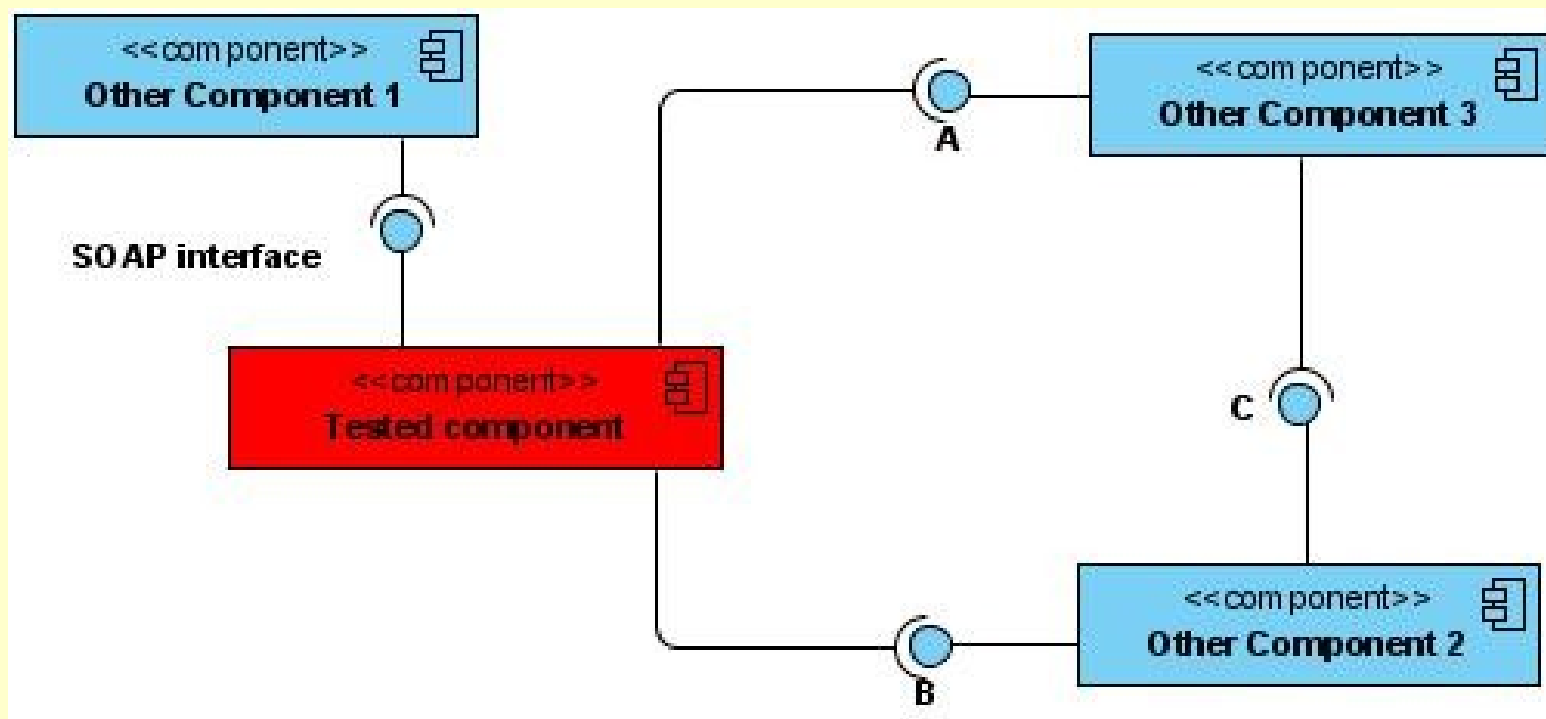 <<component>>
Other Component 1
<<component>>
Other Component 3
A
SOAP interface
<<component>>
Tested component
C
<<component>>
Other Component 2
B